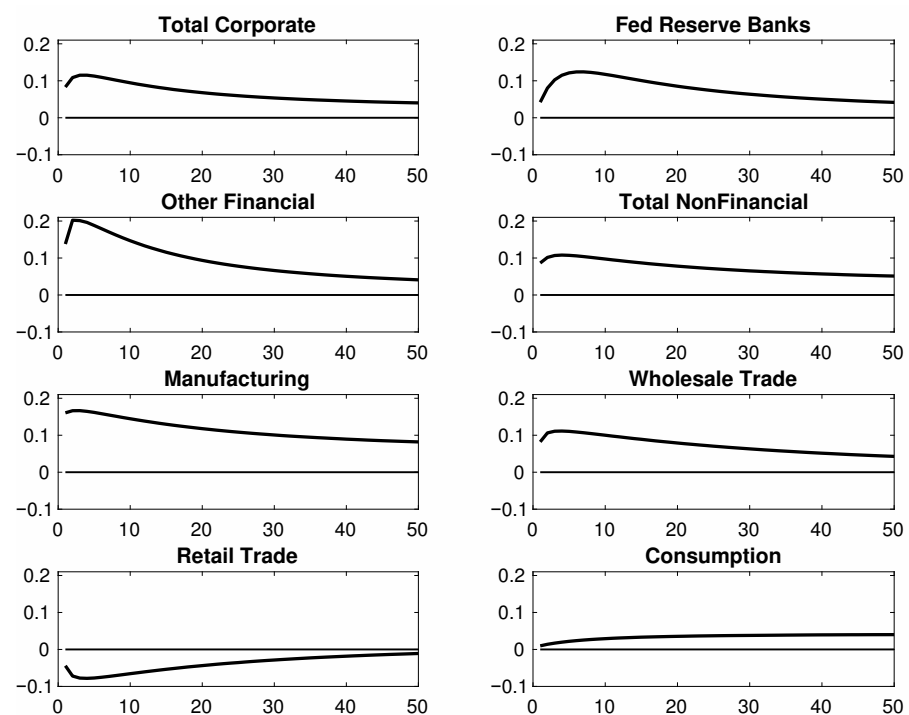 Total Corporate
0.2
0.1
0
−0.1
0 10 20 30 40 50
Fed Reserve Banks
0.2
0.1
0
−0.1
0 10 20 30 40 50
Other Financial
0.2
0.1
0
−0.1
0 10 20 30 40 50
Total NonFinancial
0.2
0.1
0
−0.1
0 10 20 30 40 50
Manufacturing
0.2
0.1
0
−0.1
0 10 20 30 40 50
Wholesale Trade
0.2
0.1
0
−0.1
0 10 20 30 40 50
Retail Trade
0.2
0.1
0
−0.1
0 10 20 30 40 50
Consumption
0.2
0.1
0
−0.1
0 10 20 30 40 50